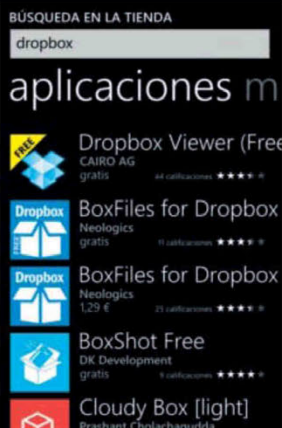 BÚSQUEDA EN LA TIENDA
dropbox
aplicaciones m
FREE
Dropbox Viewer (Free
CAIRO AG
gratis 44 calificaciones
Dropbox
FREE
BoxFiles for Dropbox
Neologics
gratis 11 calificaciones
Dropbox
BoxFiles for Dropbox
Neologics
1,29 € 25 calificaciones
BoxShot Free
DK Development
gratis 9 calificaciones
Cloudy Box [light]
Prashant Cholachagudda